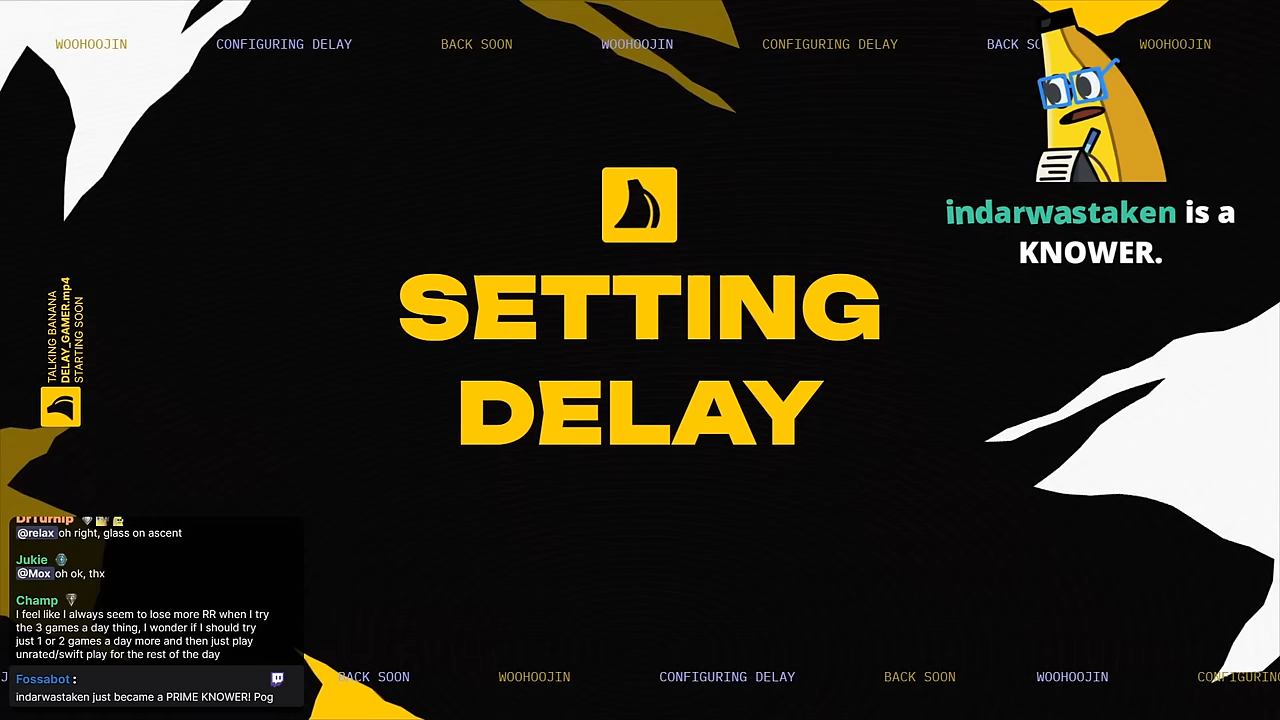 WOOHOOJIN CONFIGURING DELAY BACK SOON WOOHOOJIN CONFIGURING DELAY BACK SO WOOHOOJIN
indarwastaken is a
KNOWER.
SETTING
DELAY
TALKING BANANA
DELAY_GAMER.mp4
STARTING SOON
DrTurnip
@relax oh right, glass on ascent
Jukie
@Mox oh ok, thx
Champ
I feel like I always seem to lose more RR when I try
the 3 games a day thing, I wonder if I should try
just 1 or 2 games a day more and then just play
unrated/swift play for the rest of the day
Fossabot :
indarwastaken just became a PRIME KNOWER! Pog
BACK SOON WOOHOOJIN CONFIGURING DELAY BACK SOON WOOHOOJIN CONFIGURING